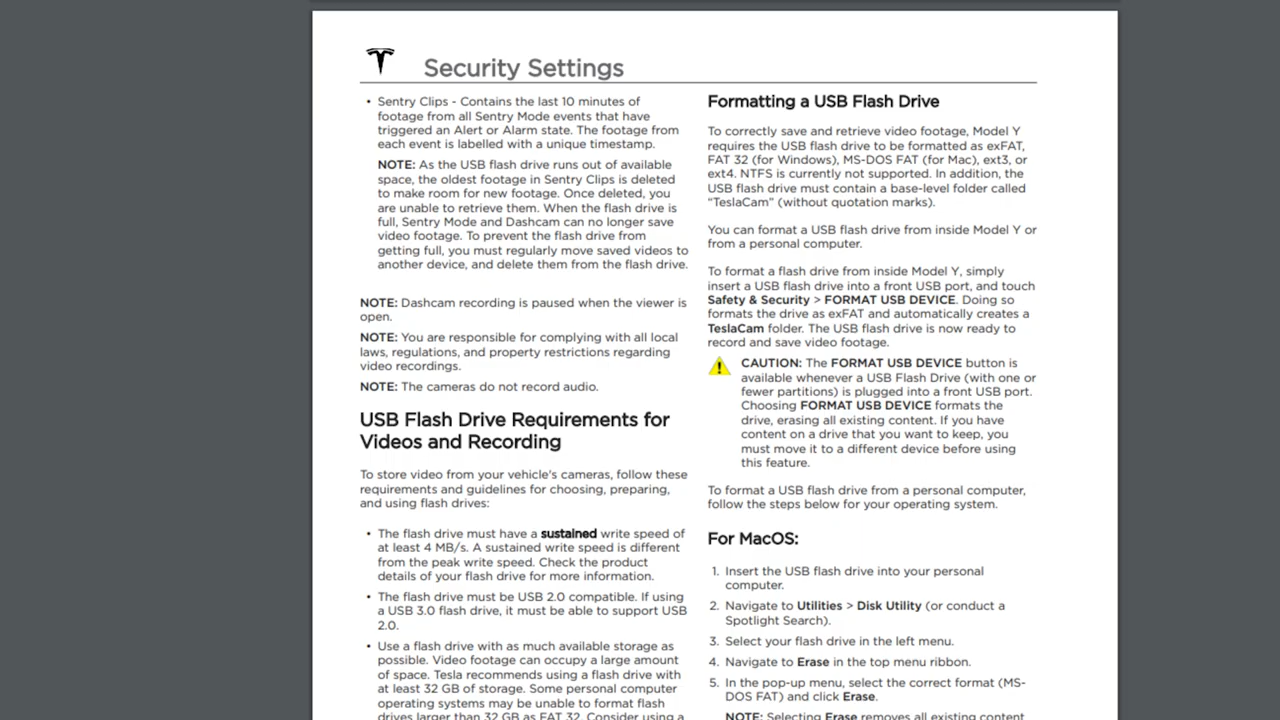 Security Settings
• Sentry Clips - Contains the last 10 minutes of
footage from all Sentry Mode events that have
triggered an Alert or Alarm state. The footage from
each event is labelled with a unique timestamp.
NOTE: As the USB flash drive runs out of available
space, the oldest footage in Sentry Clips is deleted
to make room for new footage. Once deleted, you
are unable to retrieve them. When the flash drive is
full, Sentry Mode and Dashcam can no longer save
video footage. To prevent the flash drive from
getting full, you must regularly move saved videos to
another device, and delete them from the flash drive.
NOTE: Dashcam recording is paused when the viewer is
open.
NOTE: You are responsible for complying with all local
laws, regulations, and property restrictions regarding
video recordings.
NOTE: The cameras do not record audio.
USB Flash Drive Requirements for
Videos and Recording
To store video from your vehicle's cameras, follow these
requirements and guidelines for choosing, preparing,
and using flash drives:
• The flash drive must have a sustained write speed of
at least 4 MB/s. A sustained write speed is different
from the peak write speed. Check the product
details of your flash drive for more information.
• The flash drive must be USB 2.0 compatible. If using
a USB 3.0 flash drive, it must be able to support USB
2.0.
• Use a flash drive with as much available storage as
possible. Video footage can occupy a large amount
of space. Tesla recommends using a flash drive with
at least 32 GB of storage. Some personal computer
operating systems may be unable to format flash
drives larger than 32 GB as FAT 32. Consider using a
Formatting a USB Flash Drive
To correctly save and retrieve video footage, Model Y
requires the USB flash drive to be formatted as exFAT,
FAT 32 (for Windows), MS-DOS FAT (for Mac), ext3, or
ext4. NTFS is currently not supported. In addition, the
USB flash drive must contain a base-level folder called
“TeslaCam” (without quotation marks).
You can format a USB flash drive from inside Model Y or
from a personal computer.
To format a flash drive from inside Model Y, simply
insert a USB flash drive into a front USB port, and touch
Safety & Security > FORMAT USB DEVICE. Doing so
formats the drive as exFAT and automatically creates a
TeslaCam folder. The USB flash drive is now ready to
record and save video footage.
CAUTION: The FORMAT USB DEVICE button is
available whenever a USB Flash Drive (with one or
fewer partitions) is plugged into a front USB port.
Choosing FORMAT USB DEVICE formats the
drive, erasing all existing content. If you have
content on a drive that you want to keep, you
must move it to a different device before using
this feature.
To format a USB flash drive from a personal computer,
follow the steps below for your operating system.
For MacOS:
1. Insert the USB flash drive into your personal
computer.
2. Navigate to Utilities > Disk Utility (or conduct a
Spotlight Search).
3. Select your flash drive in the left menu.
4. Navigate to Erase in the top menu ribbon.
5. In the pop-up menu, select the correct format (MS-
DOS FAT) and click Erase.
NOTE: Selecting Erase removes all existing content